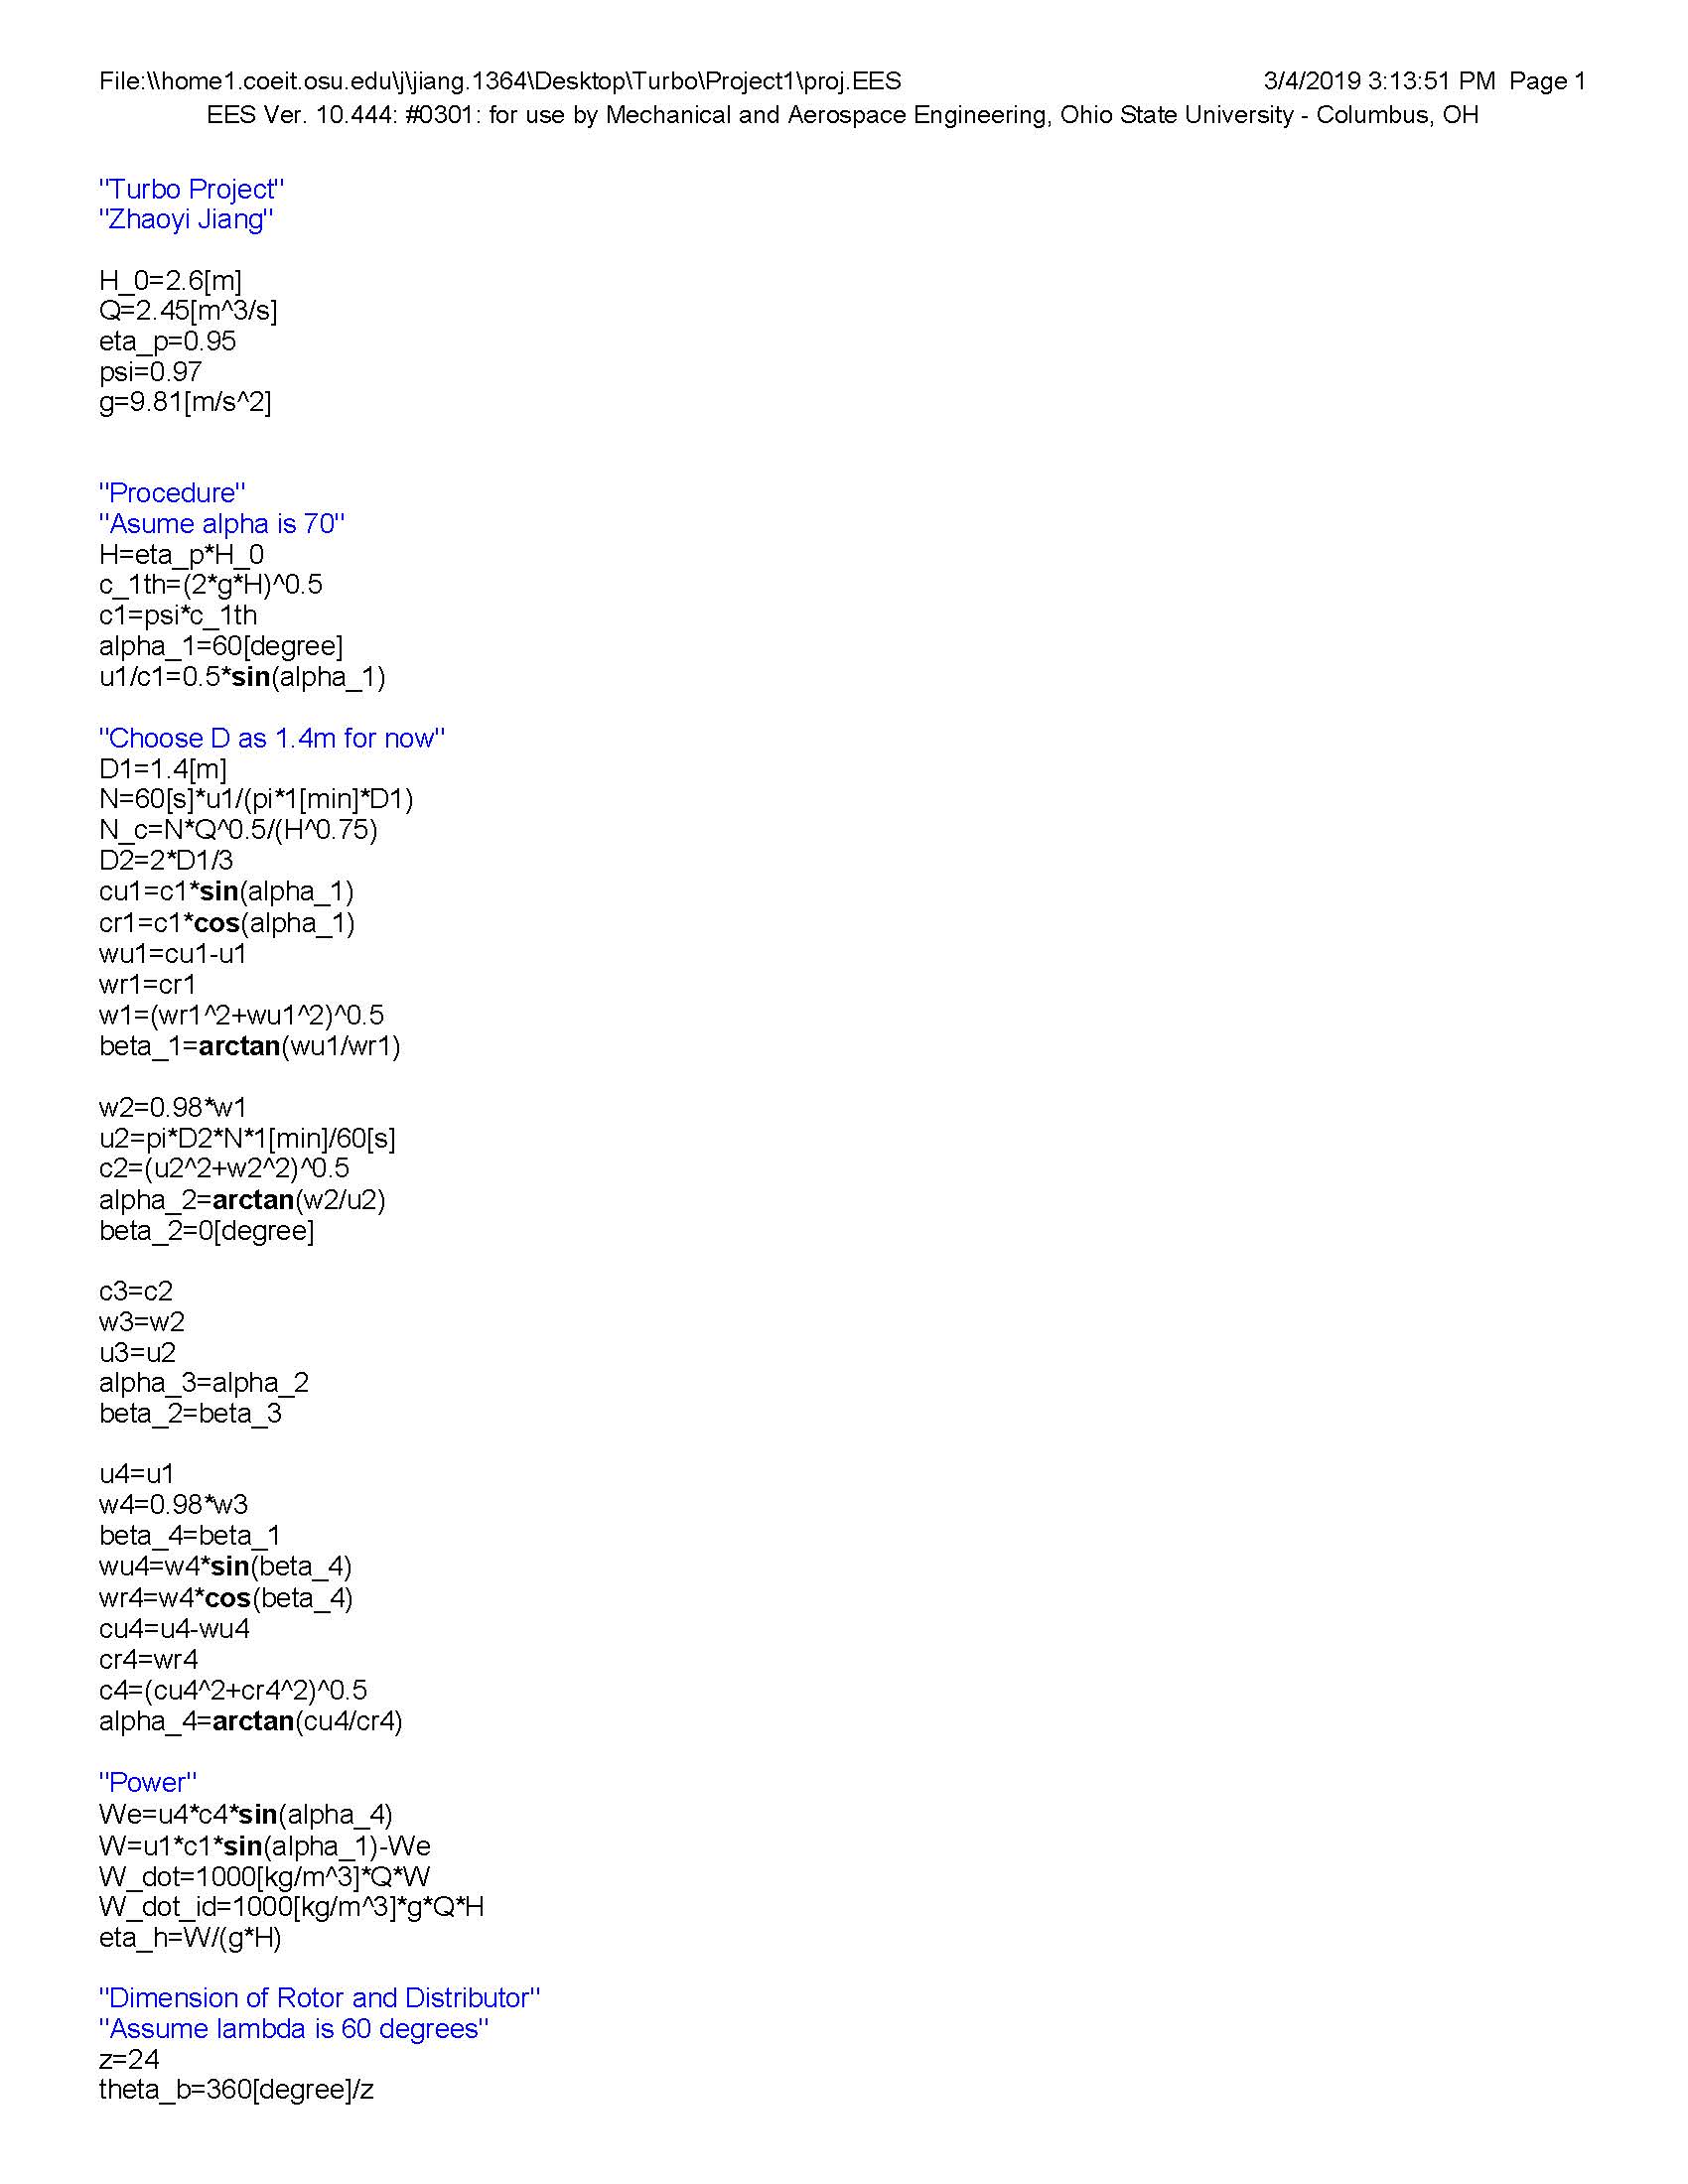 File:\\home1.coeit.osu.edu\j\jiang.1364\Desktop\Turbo\Project1\proj.EES 3/4/2019 3:13:51 PM Page 1
EES Ver. 10.444: #0301: for use by Mechanical and Aerospace Engineering, Ohio State University - Columbus, OH
"Turbo Project"
"Zhaoyi Jiang"
H_0=2.6[m]
Q=2.45[m^3/s]
eta_p=0.95
psi=0.97
g=9.81[m/s^2]
"Procedure"
"Asume alpha is 70"
H=eta_p*H_0
c_1th=(2*g*H)^0.5
c1=psi*c_1th
alpha_1=60[degree]
u1/c1=0.5*sin(alpha_1)
"Choose D as 1.4m for now"
D1=1.4[m]
N=60[s]*u1/(pi*1[min]*D1)
N_c=N*Q^0.5/(H^0.75)
D2=2*D1/3
cu1=c1*sin(alpha_1)
cr1=c1*cos(alpha_1)
wu1=cu1-u1
wr1=cr1
w1=(wr1^2+wu1^2)^0.5
beta_1=arctan(wu1/wr1)
w2=0.98*w1
u2=pi*D2*N*1[min]/60[s]
c2=(u2^2+w2^2)^0.5
alpha_2=arctan(w2/u2)
beta_2=0[degree]
c3=c2
w3=w2
u3=u2
alpha_3=alpha_2
beta_2=beta_3
u4=u1
w4=0.98*w3
beta_4=beta_1
wu4=w4*sin(beta_4)
wr4=w4*cos(beta_4)
cu4=u4-wu4
cr4=wr4
c4=(cu4^2+cr4^2)^0.5
alpha_4=arctan(cu4/cr4)
"Power"
We=u4*c4*sin(alpha_4)
W=u1*c1*sin(alpha_1)-We
W_dot=1000[kg/m^3]*Q*W
W_dot_id=1000[kg/m^3]*g*Q*H
eta_h=W/(g*H)
"Dimension of Rotor and Distributor"
"Assume lambda is 60 degrees"
z=24
theta_b=360[degree]/z